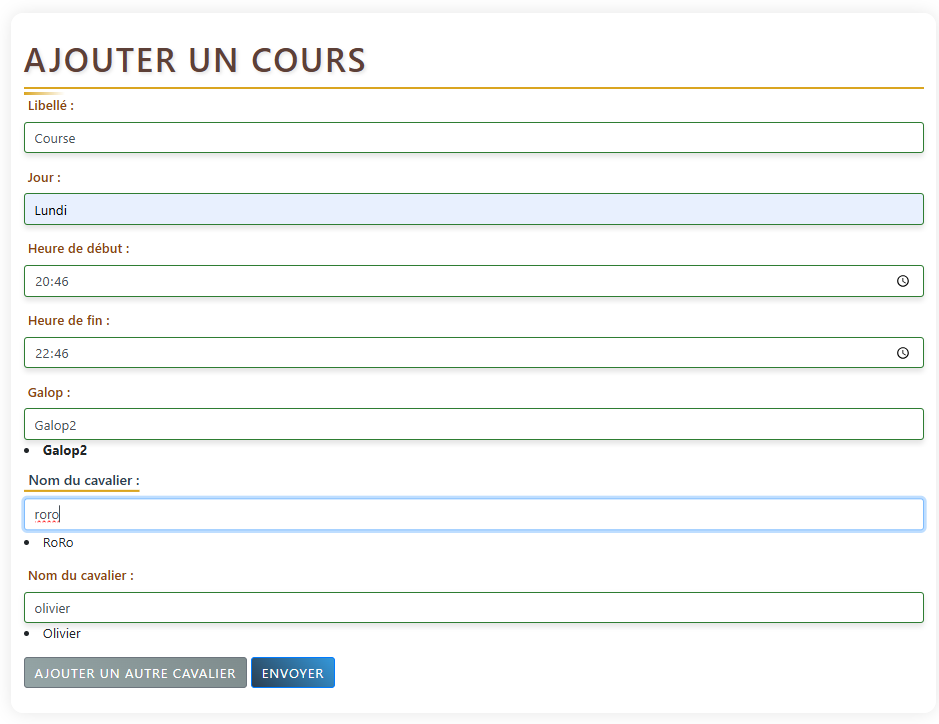 AJOUTER UN COURS
Libellé :
Course
Jour :
Lundi
Heure de début :
20:46
Heure de fin :
22:46
Galop :
Galop2
• Galop2
Nom du cavalier :
roro
• RoRo
Nom du cavalier :
olivier
• Olivier
AJOUTER UN AUTRE CAVALIER ENVOYER